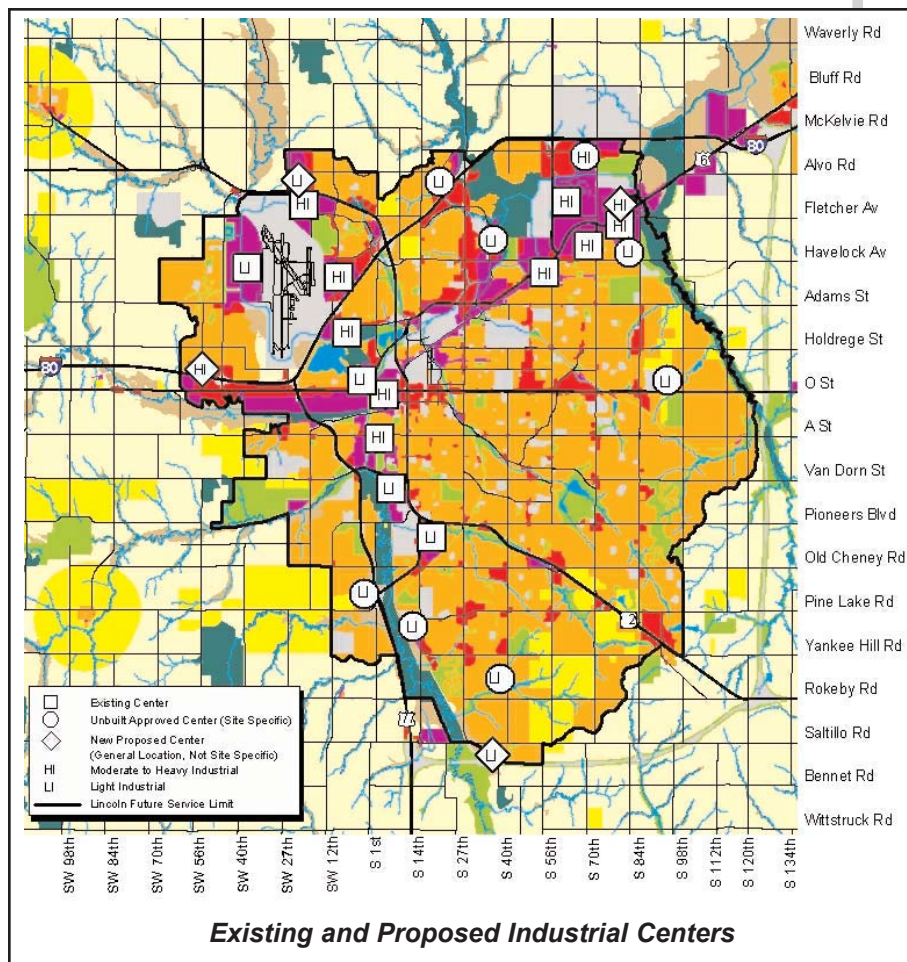 Waverly Rd
Bluff Rd
McKelvie Rd
80
6
Alvo Rd
34
HI
LI
LI
HI
HI
HI
Fletcher Av
HI
LI
HI
LI
Havelock Av
LI
HI
HI
Adams St
HI
Holdrege St
80
HI
LI
LI
O St
HI
A St
HI
Van Dorn St
LI
Pioneers Blvd
LI
Old Cheney Rd
LI
Pine Lake Rd
2
LI
Yankee Hill Rd
LI
Rokeby Rd
77
Saltillo Rd
LI
Bennet Rd
Wittstruck Rd
Existing Center
Unbuilt Approved Center (Site Specific)
New Proposed Center
(General Location, Not Site Specific)
HI Moderate to Heavy Industrial
LI Light Industrial
Lincoln Future Service Limit
SW 98th
SW 84th
SW 70th
SW 56th
SW 40th
SW 27th
SW 12th
S 1st
S 14th
S 27th
S 40th
S 56th
S 70th
S 84th
S 98th
S 112th
S 120th
S 134th
Existing and Proposed Industrial Centers